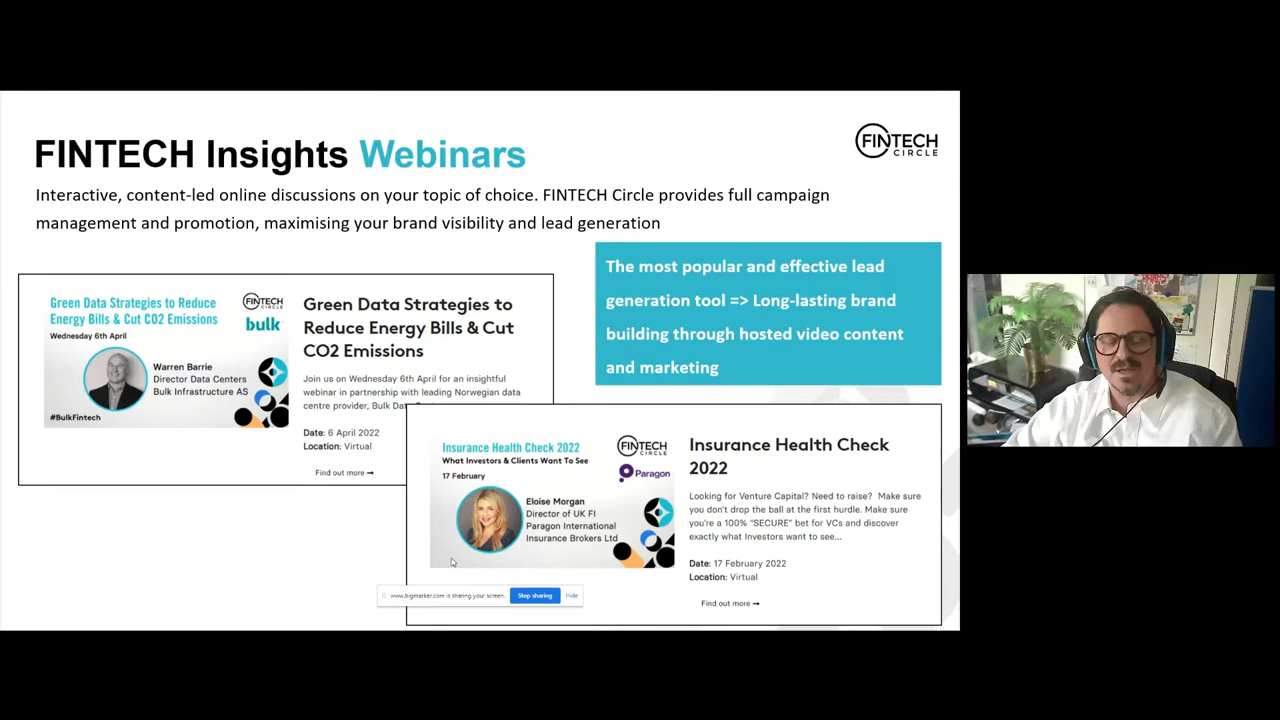 FINTECH Insights Webinars
FINTECH
CIRCLE
Interactive, content-led online discussions on your topic of choice. FINTECH Circle provides full campaign
management and promotion, maximising your brand visibility and lead generation
The most popular and effective lead
generation tool => Long-lasting brand
building through hosted video content
and marketing
Green Data Strategies to Reduce
Energy Bills & Cut CO2 Emissions
Wednesday 6th April
FINTECH
CIRCLE
bulk
Warren Barrie
Director Data Centers
Bulk Infrastructure AS
#BulkFintech
Green Data Strategies to
Reduce Energy Bills & Cut
CO2 Emissions
Join us on Wednesday 6th April for an insightful
webinar in partnership with leading Norwegian data
centre provider, Bulk
Date: 6 April 2022
Location: Virtual
Find out more →
Insurance Health Check 2022
What Investors & Clients Want To See
17 February
FINTECH
CIRCLE
Paragon
Eloise Morgan
Director of UK FI
Paragon International
Insurance Brokers Ltd
Insurance Health Check
2022
Looking for Venture Capital? Need to raise? Make sure
you don't drop the ball at the first hurdle. Make sure
you're a 100% "SECURE" bet for VCs and discover
exactly what Investors want to see...
Date: 17 February 2022
Location: Virtual
Find out more →
www.bigmarker.com is sharing your screen. Stop sharing Hide